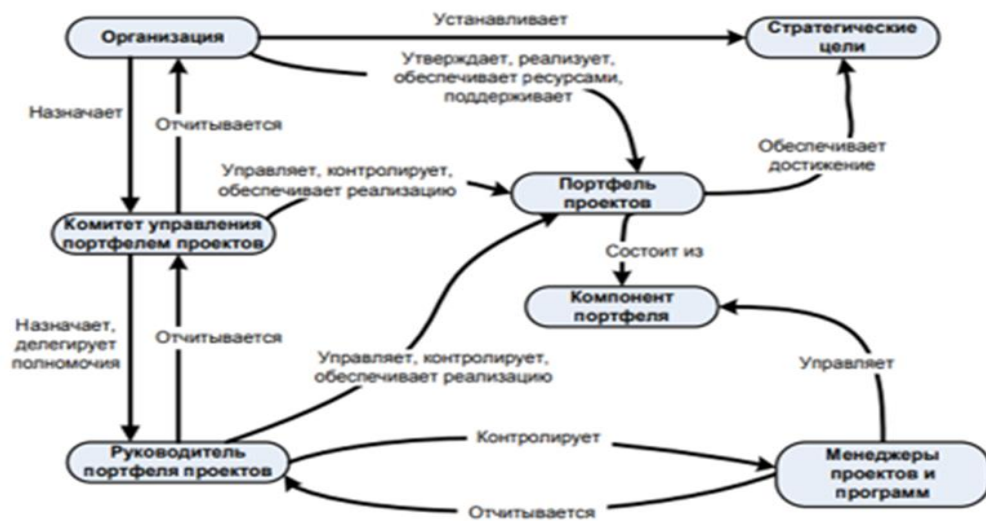 Устанавливает
Организация
Стратегические
цели
Утверждает, реализует,
обеспечивает ресурсами,
поддерживает
Назначает
Отчитывается
Обеспечивает
достижение
Управляет, контролирует,
обеспечивает реализацию
Портфель
проектов
Комитет управления
портфелем проектов
Состоит из
Компонент
портфеля
Назначает,
делегирует
полномочия
Отчитывается
Управляет, контролирует,
обеспечивает реализацию
Управляет
Руководитель
портфеля проектов
Контролирует
Менеджеры
проектов и
программ
Отчитывается